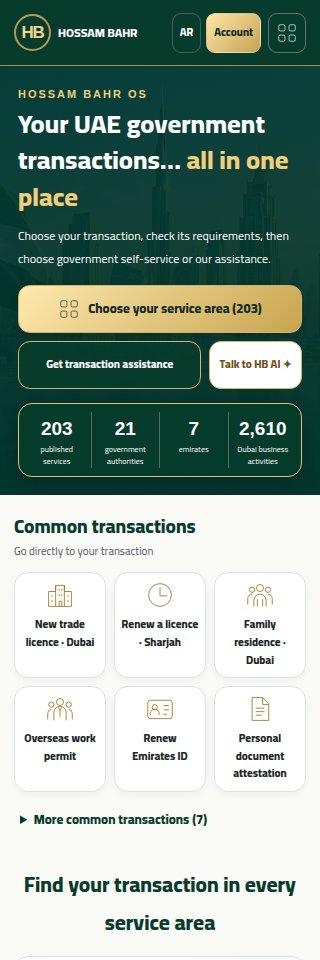 HB HOSSAM BAHR AR Account
HOSSAM BAHR OS
Your UAE government
transactions... all in one
place
Choose your transaction, check its requirements, then
choose government self-service or our assistance.
Choose your service area (203)
Get transaction assistance
Talk to HB AI ✦
203
published
services
21
government
authorities
7
emirates
2,610
Dubai business
activities
Common transactions
Go directly to your transaction
New trade
licence · Dubai
Renew a licence
· Sharjah
Family
residence ·
Dubai
Overseas work
permit
Renew
Emirates ID
Personal
document
attestation
▶ More common transactions (7)
Find your transaction in every
service area